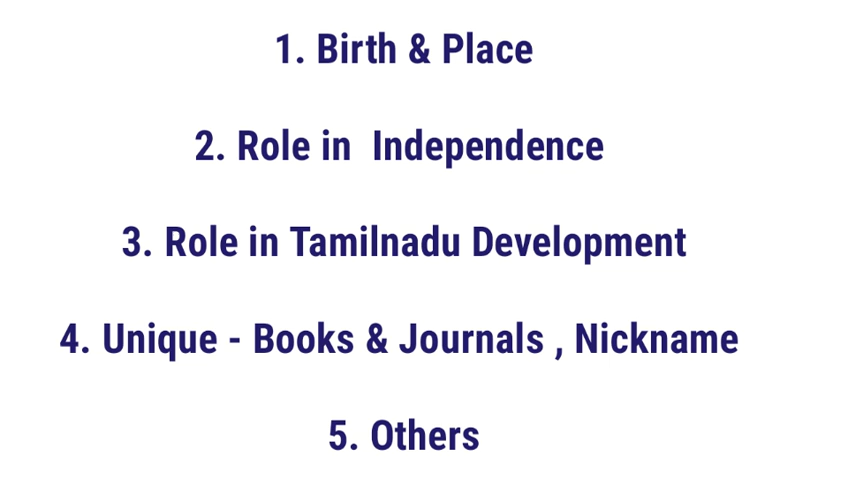 1. Birth & Place
2. Role in  Independence
3. Role in Tamilnadu Development
4. Unique - Books & Journals , Nickname
5. Others